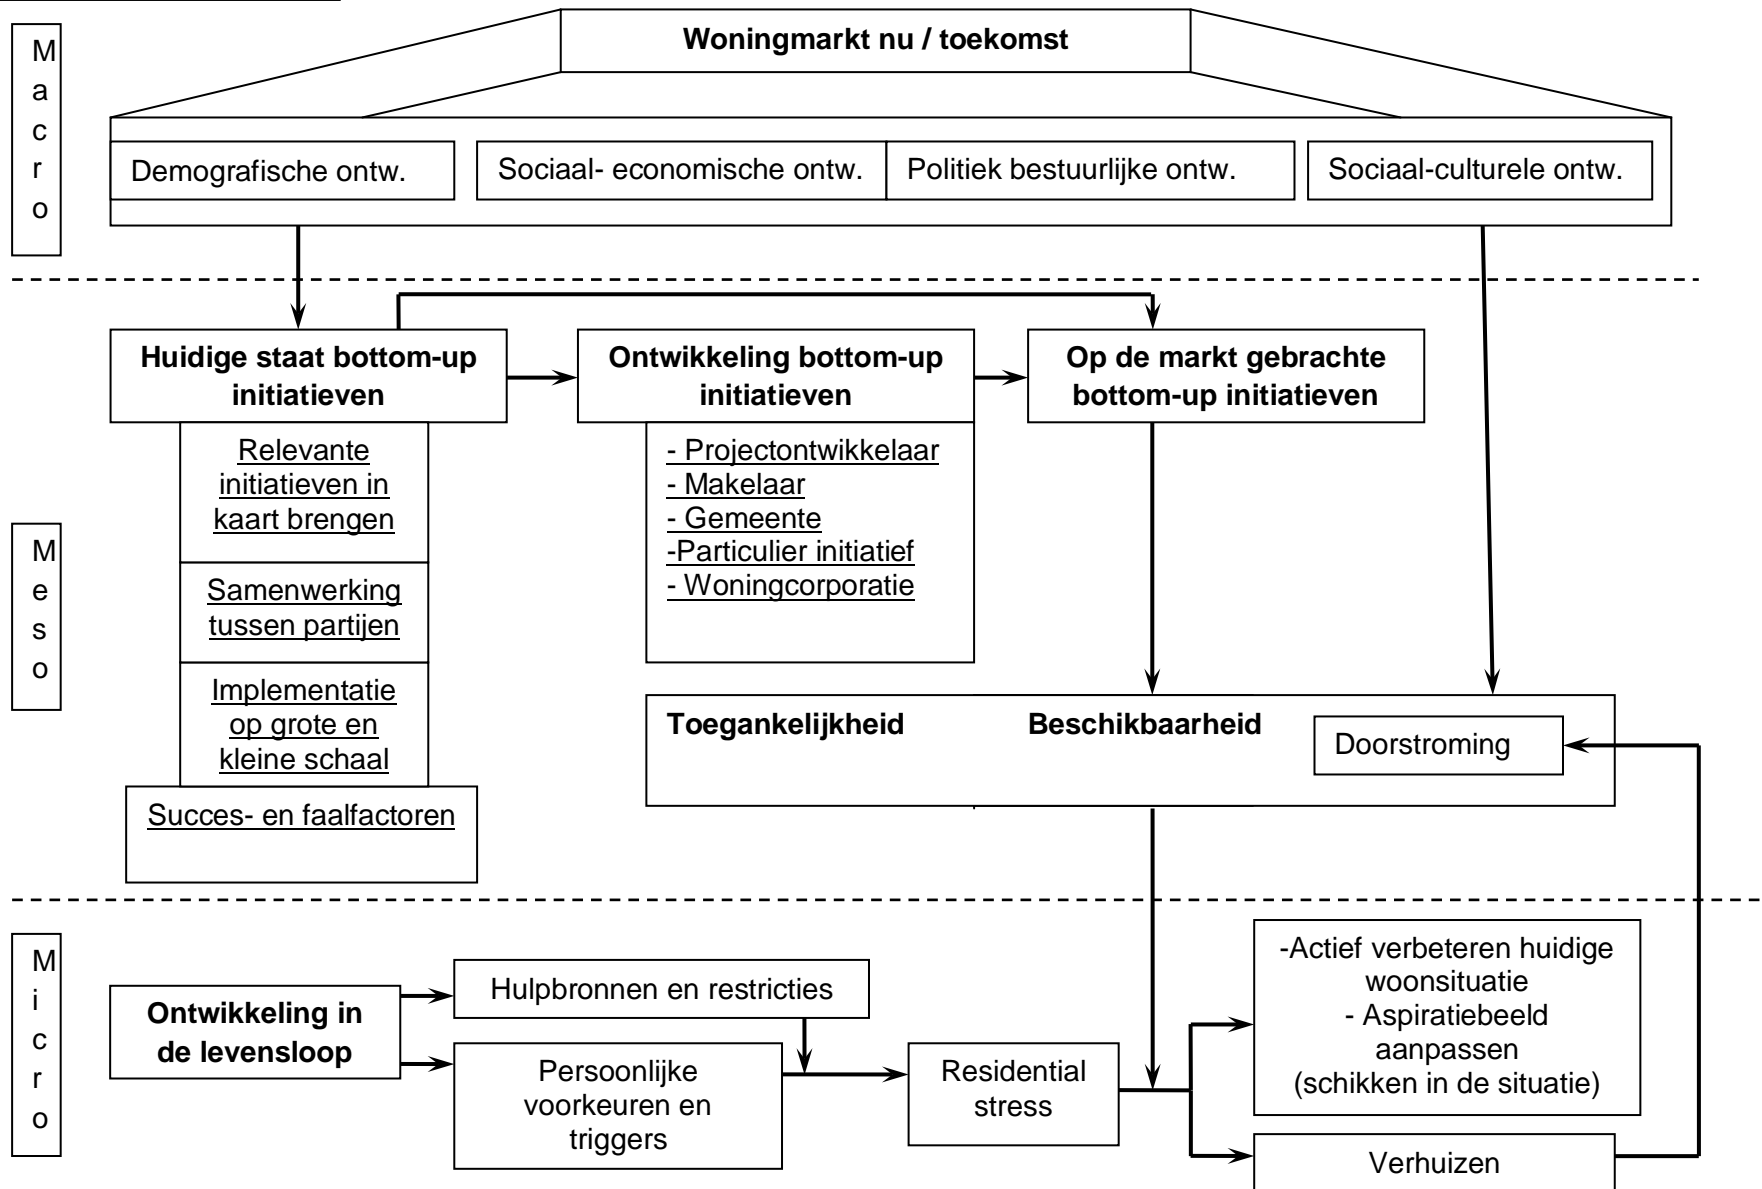 M
a
c
r
o
Woningmarkt nu / toekomst
Demografische ontw.
Sociaal- economische ontw.
Politiek bestuurlijke ontw.
Sociaal-culturele ontw.
M
e
s
o
Huidige staat bottom-up
initiatieven
Relevante
initiatieven in
kaart brengen
Samenwerking
tussen partijen
Implementatie
op grote en
kleine schaal
Succes- en faalfactoren
Ontwikkeling bottom-up
initiatieven
- Projectontwikkelaar
- Makelaar
- Gemeente
-Particulier initiatief
- Woningcorporatie
Op de markt gebrachte
bottom-up initiatieven
Toegankelijkheid
Beschikbaarheid
Doorstroming
M
i
c
r
o
Ontwikkeling in
de levensloop
Hulpbronnen en restricties
Persoonlijke
voorkeuren en
triggers
Residential
stress
-Actief verbeteren huidige
woonsituatie
- Aspiratiebeeld
aanpassen
(schikken in de situatie)
Verhuizen